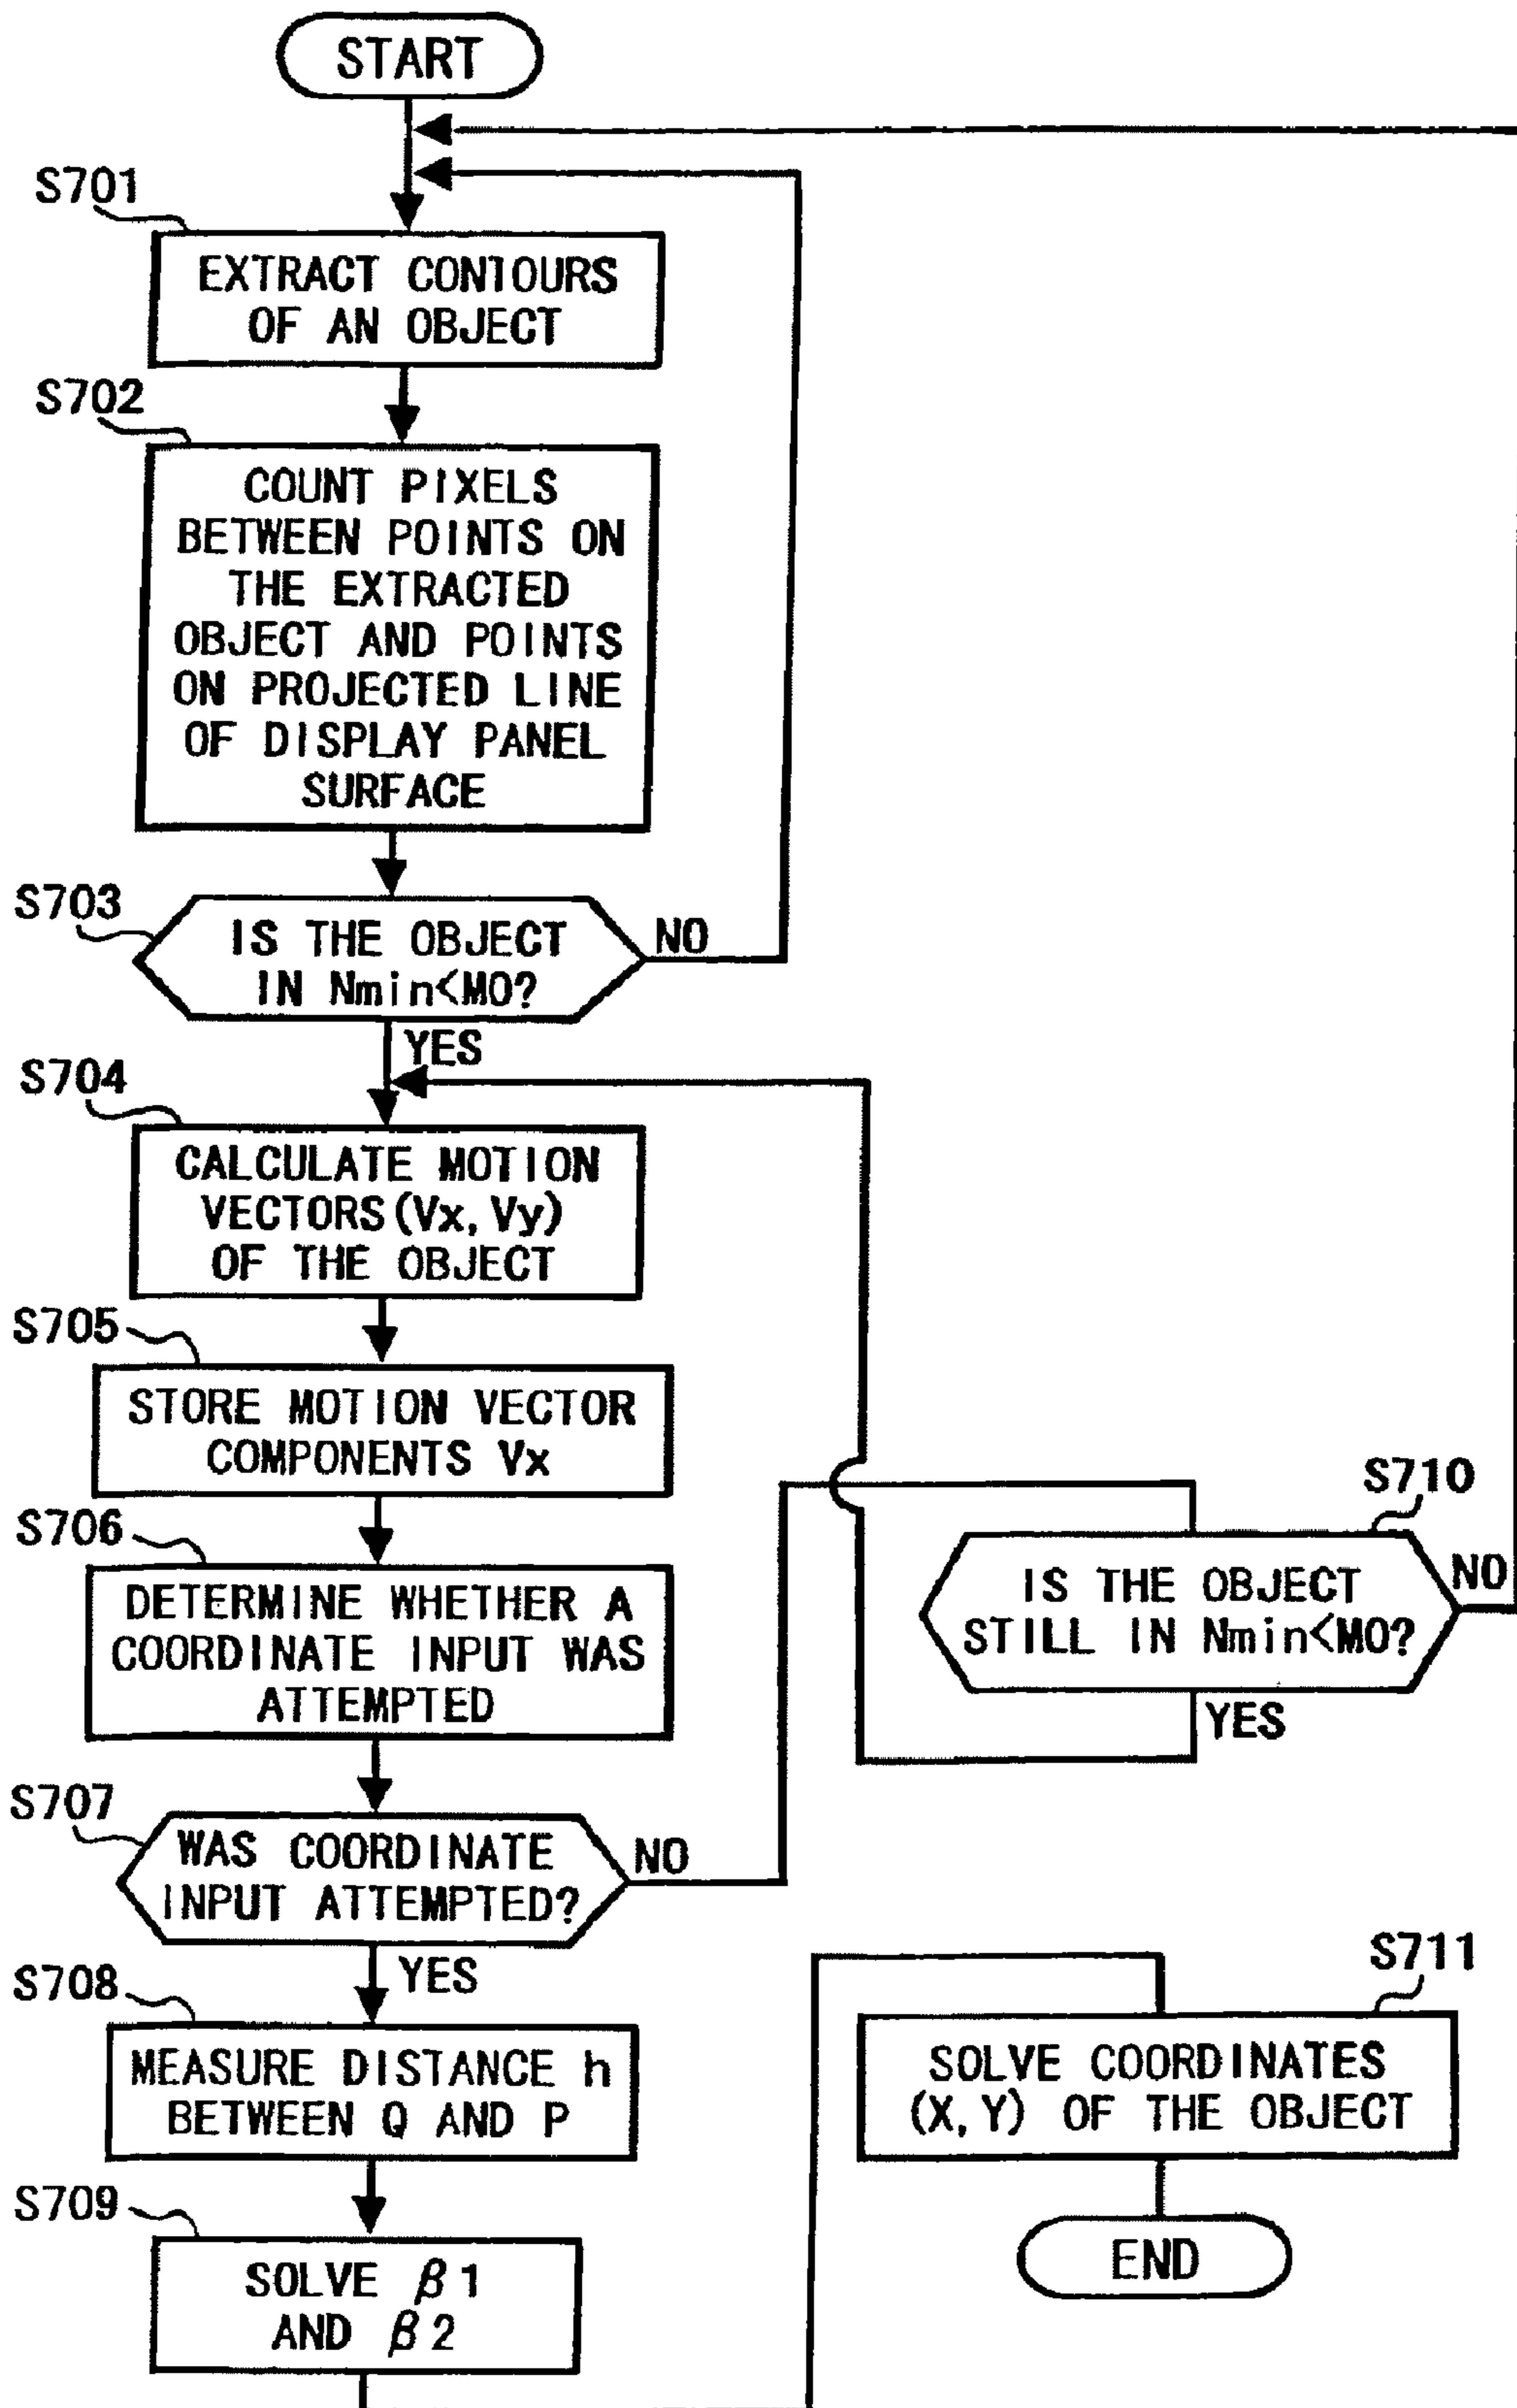 START
S701
EXTRACT CONTOURS
OF AN OBJECT
S702
COUNT PIXELS
BETWEEN POINTS ON
THE EXTRACTED
OBJECT AND POINTS
ON PROJECTED LINE
OF DISPLAY PANEL
SURFACE
S703
IS THE OBJECT
IN Nmin<M0?
NO
YES
S704
CALCULATE MOTION
VECTORS(Vx, Vy)
OF THE OBJECT
S705
STORE MOTION VECTOR
COMPONENTS Vx
S706
DETERMINE WHETHER A
COORDINATE INPUT WAS
ATTEMPTED
S707
WAS COORDINATE
INPUT ATTEMPTED?
NO
YES
S708
MEASURE DISTANCE h
BETWEEN Q AND P
S709
SOLVE β1
AND β2
S710
IS THE OBJECT
STILL IN Nmin<M0?
NO
YES
S711
SOLVE COORDINATES
(X, Y) OF THE OBJECT
END